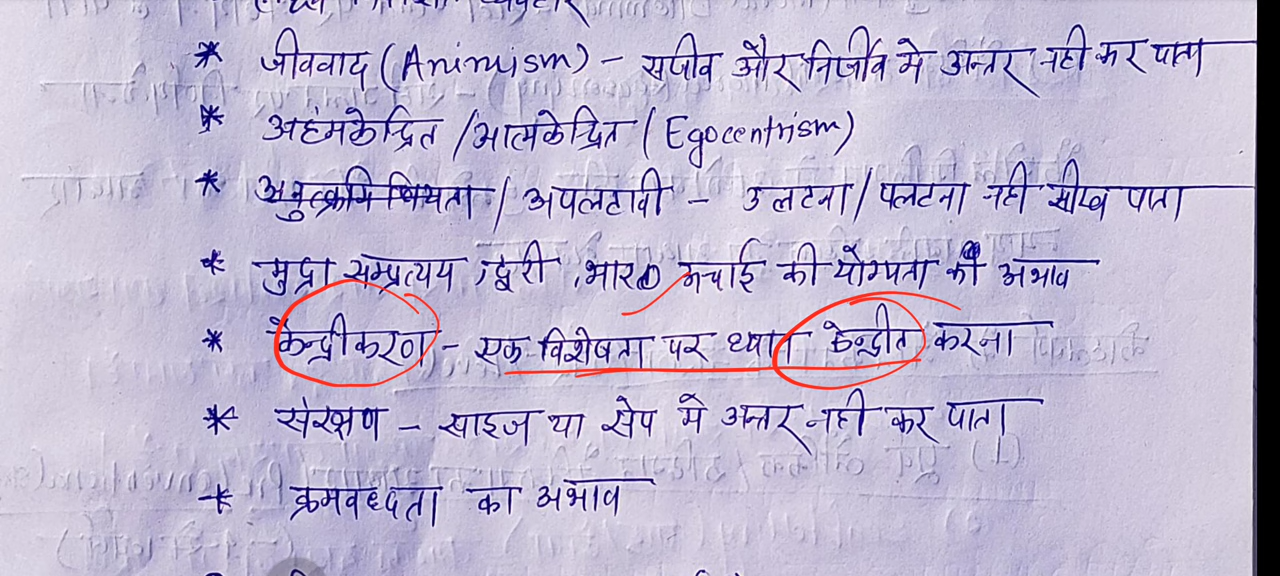 * जीववाद (Animism) – सजीव और निर्जीव मे अन्तर नही कर पाता
* अहंमकेद्रित / आत्मकेद्रित (Egocentrism)
* अनुत्क्रमणियता / अपलटावी – उलटना/पलटना नही सीख पाता
* मुद्रा सम्प्रत्यय, दूरी, भार, ऊचाई की योग्यता की अभाव
* केन्द्रीकरण – एक विशेषता पर ध्यान केन्द्रीत करना
* संरक्षण – साइज या सेप मे अन्तर नही कर पाता
* क्रमवध्दता का अभाव